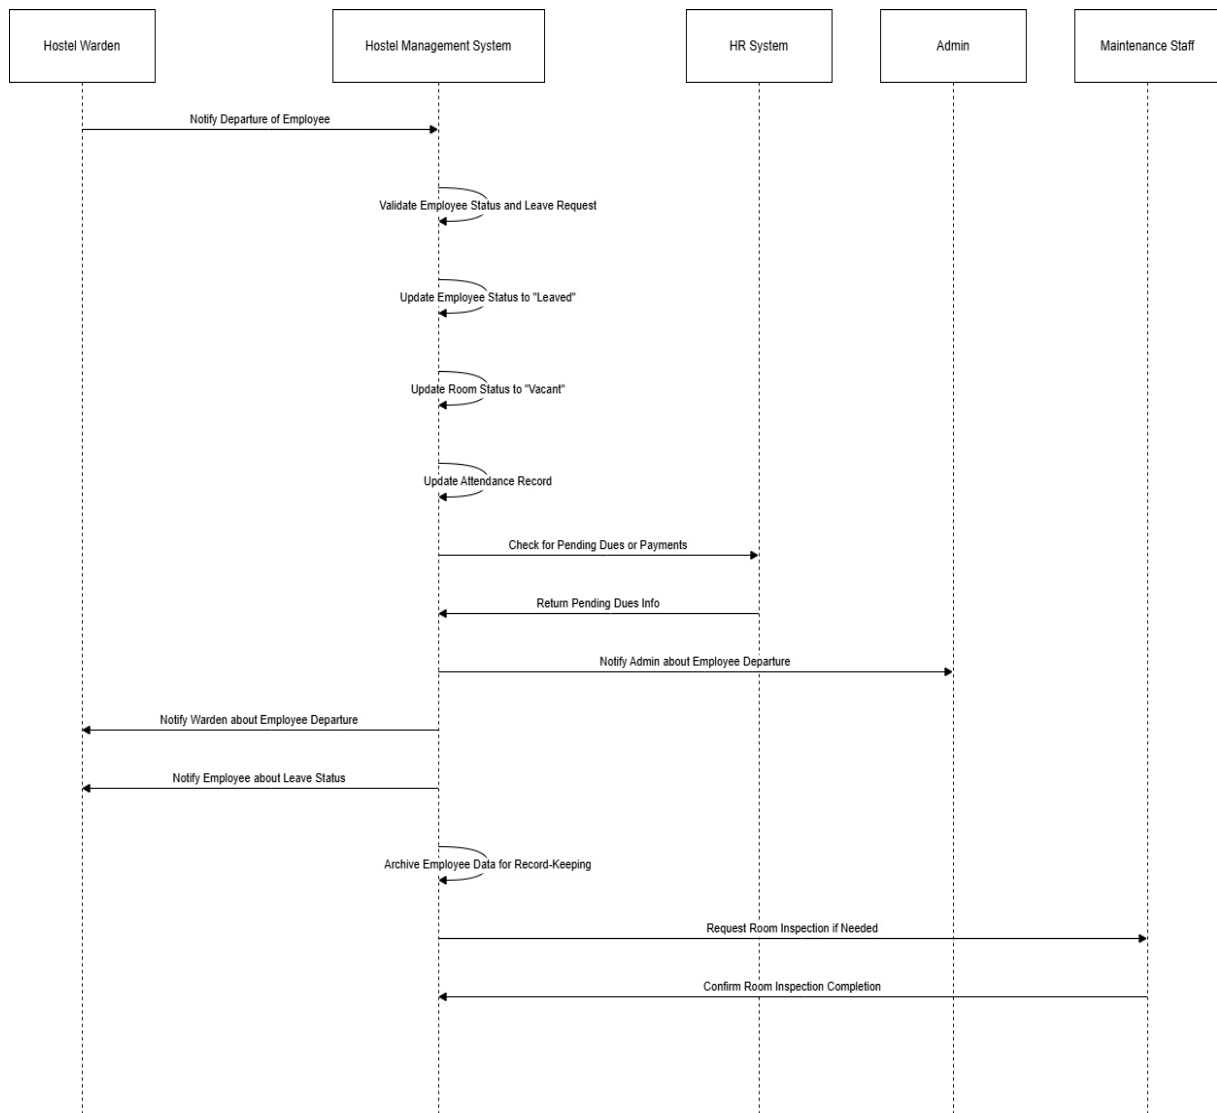 Hostel Warden
Hostel Management System
HR System
Admin
Maintenance Staff
Notify Departure of Employee
Validate Employee Status and Leave Request
Update Employee Status to "Leaved"
Update Room Status to "Vacant"
Update Attendance Record
Check for Pending Dues or Payments
Return Pending Dues Info
Notify Admin about Employee Departure
Notify Warden about Employee Departure
Notify Employee about Leave Status
Archive Employee Data for Record-Keeping
Request Room Inspection if Needed
Confirm Room Inspection Completion